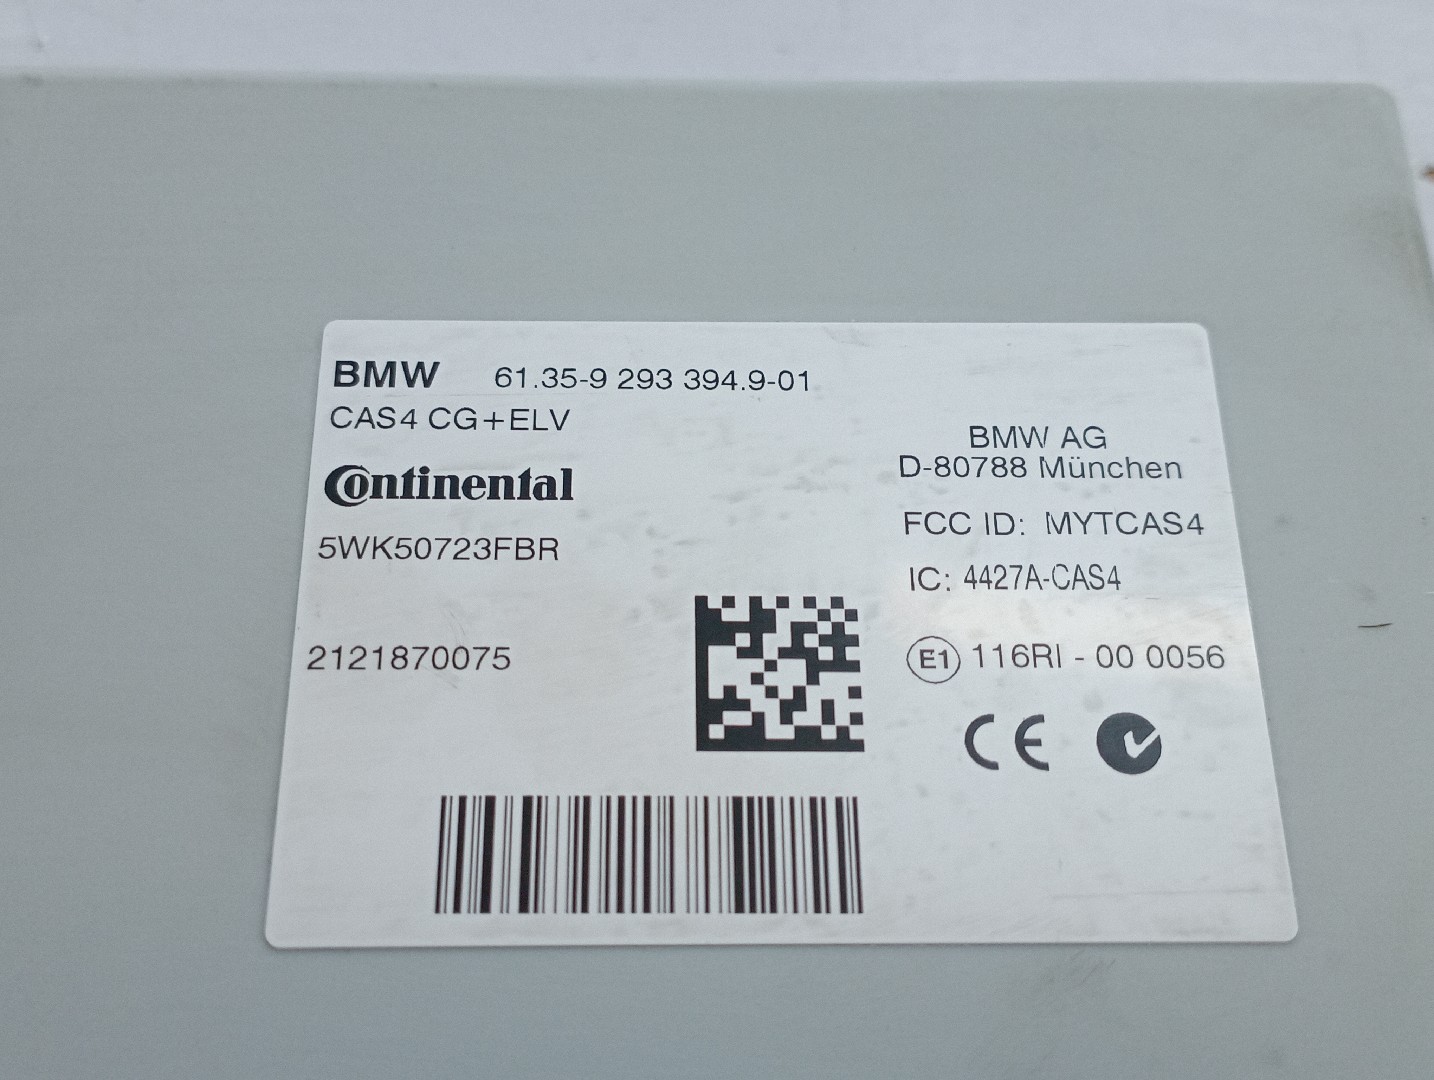 BMW 61.35-9 293 394.9-01
CAS4 CG+ELV
Continental
5WK50723FBR
2121870075
BMW AG
D-80788 München
FCC ID: MYTCAS4
IC: 4427A-CAS4
E1 116RI - 00 0056
CE